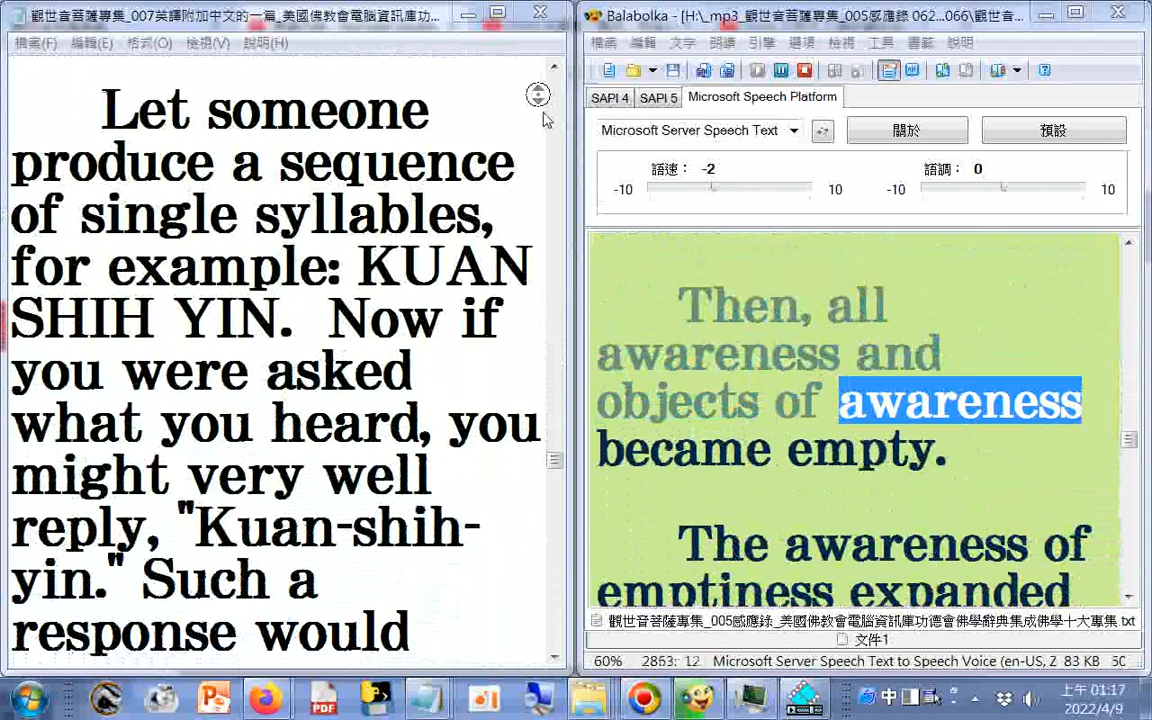 觀世音菩薩專集_007英譯附加中文的一篇_美國佛教會電腦資訊庫功...
檔案(F) 編輯(E) 格式(O) 檢視(V) 說明(H)
Let someone
produce a sequence
of single syllables,
for example: KUAN
SHIH YIN. Now if
you were asked
what you heard, you
might very well
reply, "Kuan-shih-
yin." Such a
response would
Balabolka - [H:\_mp3_觀世音菩薩專集_005感應錄 062...066\觀世音...
檔案 編輯 文字 朗讀 引擎 選項 檢視 工具 書籤 說明
SAPI 4 SAPI 5 Microsoft Speech Platform
Microsoft Server Speech Text 關於 預設
語速: -2 語調: 0
-10 10 -10 10
Then, all
awareness and
objects of awareness
became empty.
The awareness of
emptiness expanded
觀世音菩薩專集_005感應錄_美國佛教會電腦資訊庫功德會佛學辭典集成佛學十大專集 txt
文件1
60% 2863: 12 Microsoft Server Speech Text to Speech Voice (en-US, Z 83 KB
中
上午 01:17
2022/4/9